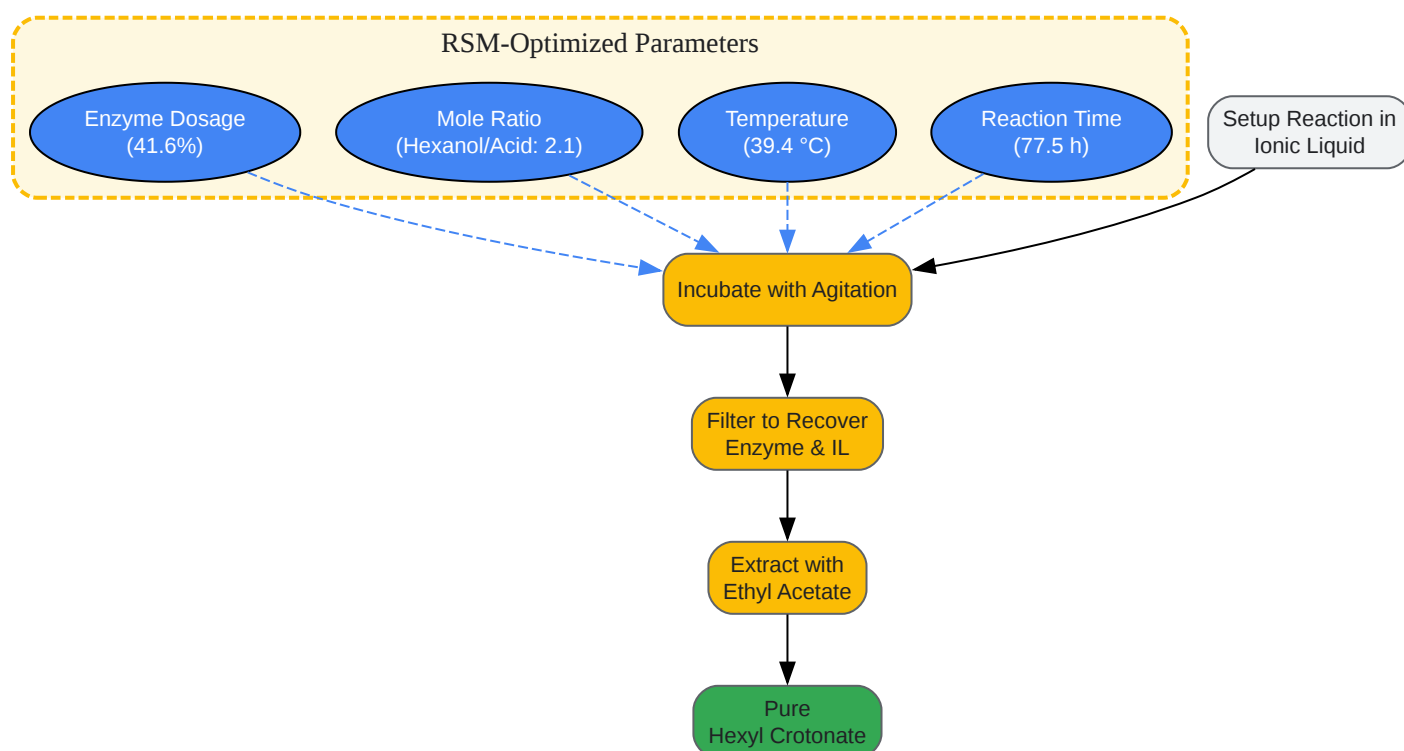 RSM-Optimized Parameters
Enzyme Dosage
(41.6%)
Mole Ratio
(Hexanol/Acid: 2.1)
Temperature
(39.4 °C)
Reaction Time
(77.5 h)
Setup Reaction in
Ionic Liquid
Incubate with Agitation
Filter to Recover
Enzyme & IL
Extract with
Ethyl Acetate
Pure
Hexyl Crotonate